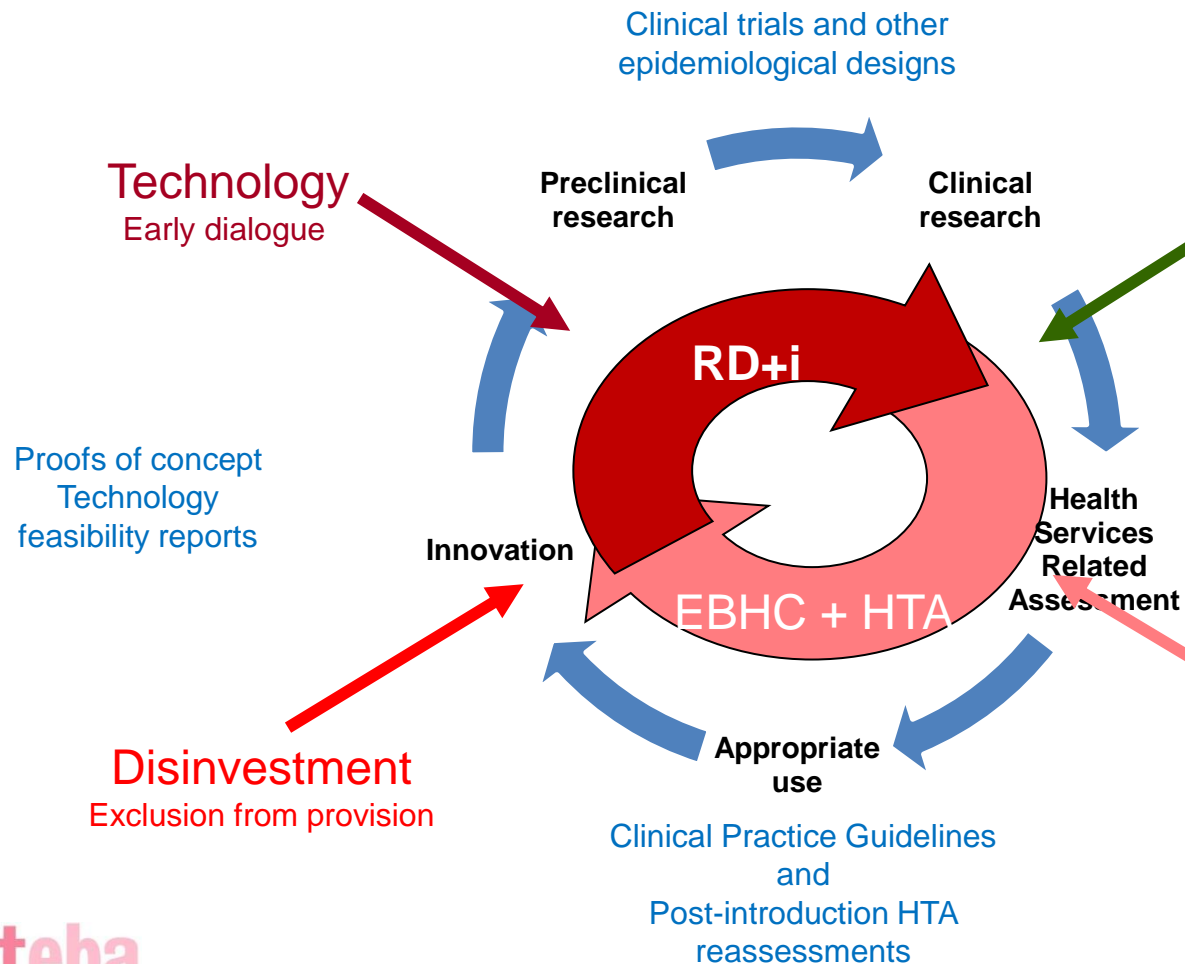 Clinical trials and other
epidemiological designs
Technology
Early dialogue
Preclinical
research
Clinical
research
RD+i
Proofs of concept
Technology
feasibility reports
Innovation
Health
Services
Related
Assessment
EBHC + HTA
Disinvestment
Exclusion from provision
Appropriate
use
Clinical Practice Guidelines
and
Post-introduction HTA
reassessments
teba